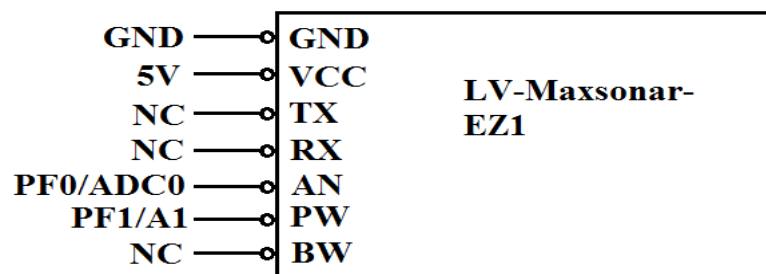 GND GND
5V VCC
LV-Maxsonar-
EZ1
NC TX
NC RX
PF0/ADC0 AN
PF1/A1 PW
NC BW